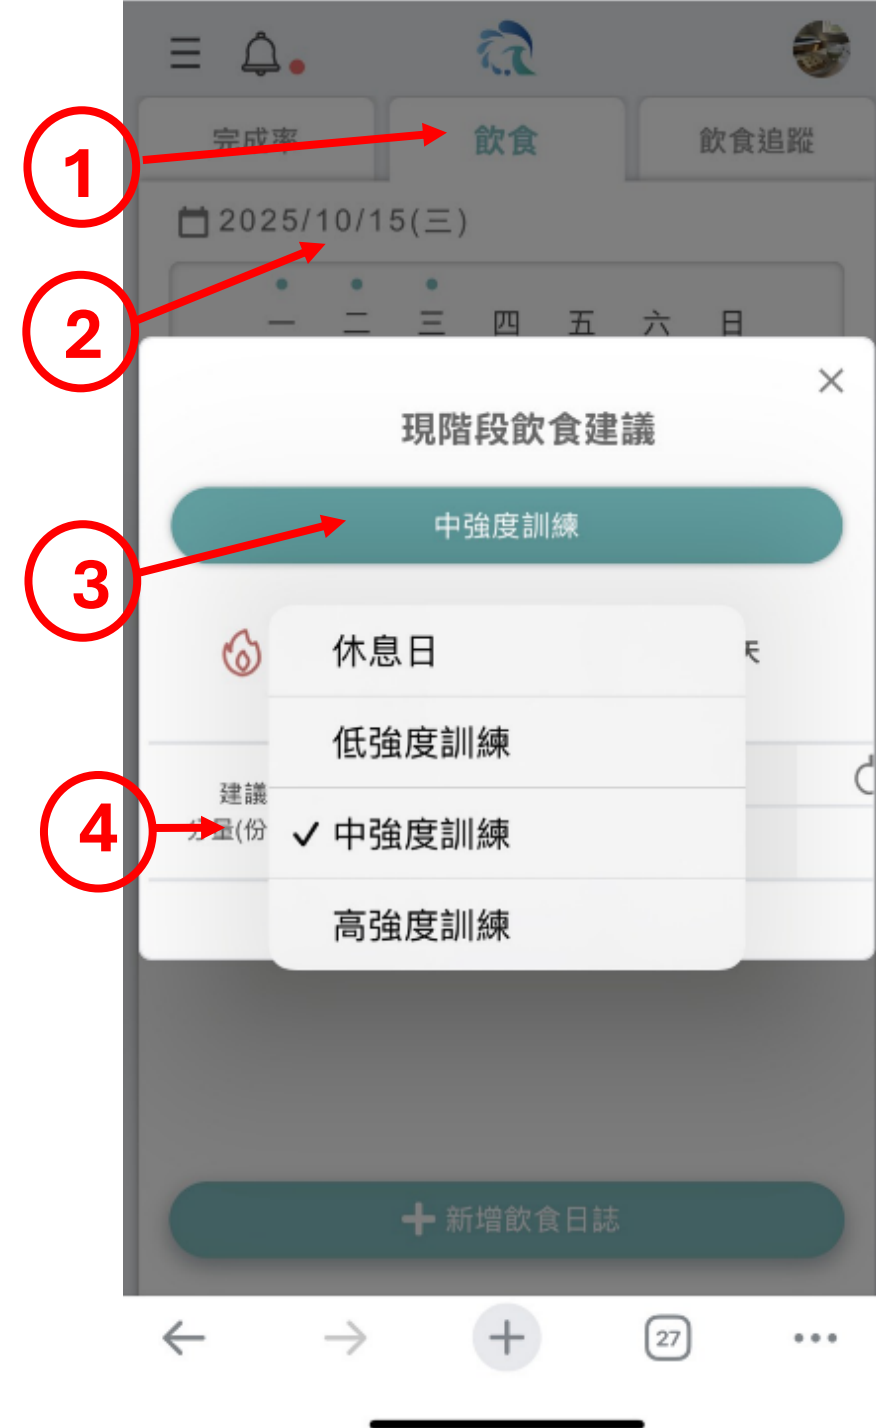 完成率
飲食
飲食追蹤
1
2025/10/15(三)
2
一 二 三 四 五 六 日
現階段飲食建議
中強度訓練
3
休息日
低強度訓練
建議
4
量(份
中強度訓練
高強度訓練
新增飲食日誌
27